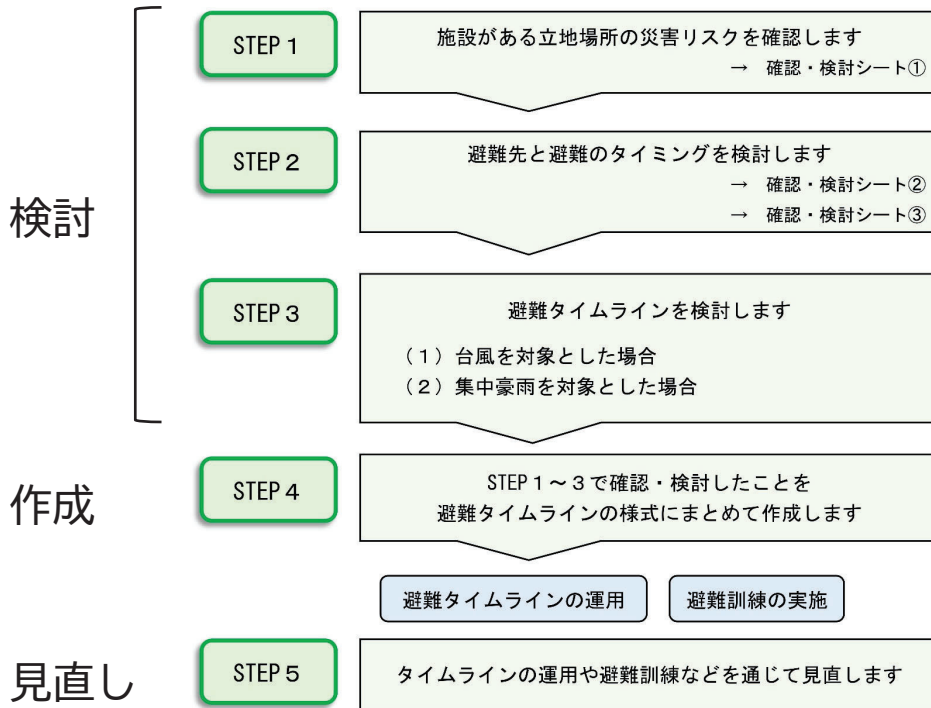 検討
STEP 1
施設がある立地場所の災害リスクを確認します
→ 確認・検討シート①
STEP 2
避難先と避難のタイミングを検討します
→ 確認・検討シート②
→ 確認・検討シート③
STEP 3
避難タイムラインを検討します
(1)台風を対象とした場合
(2)集中豪雨を対象とした場合
作成
STEP 4
STEP 1~3で確認・検討したことを
避難タイムラインの様式にまとめて作成します
避難タイムラインの運用
避難訓練の実施
見直し
STEP 5
タイムラインの運用や避難訓練などを通じて見直します